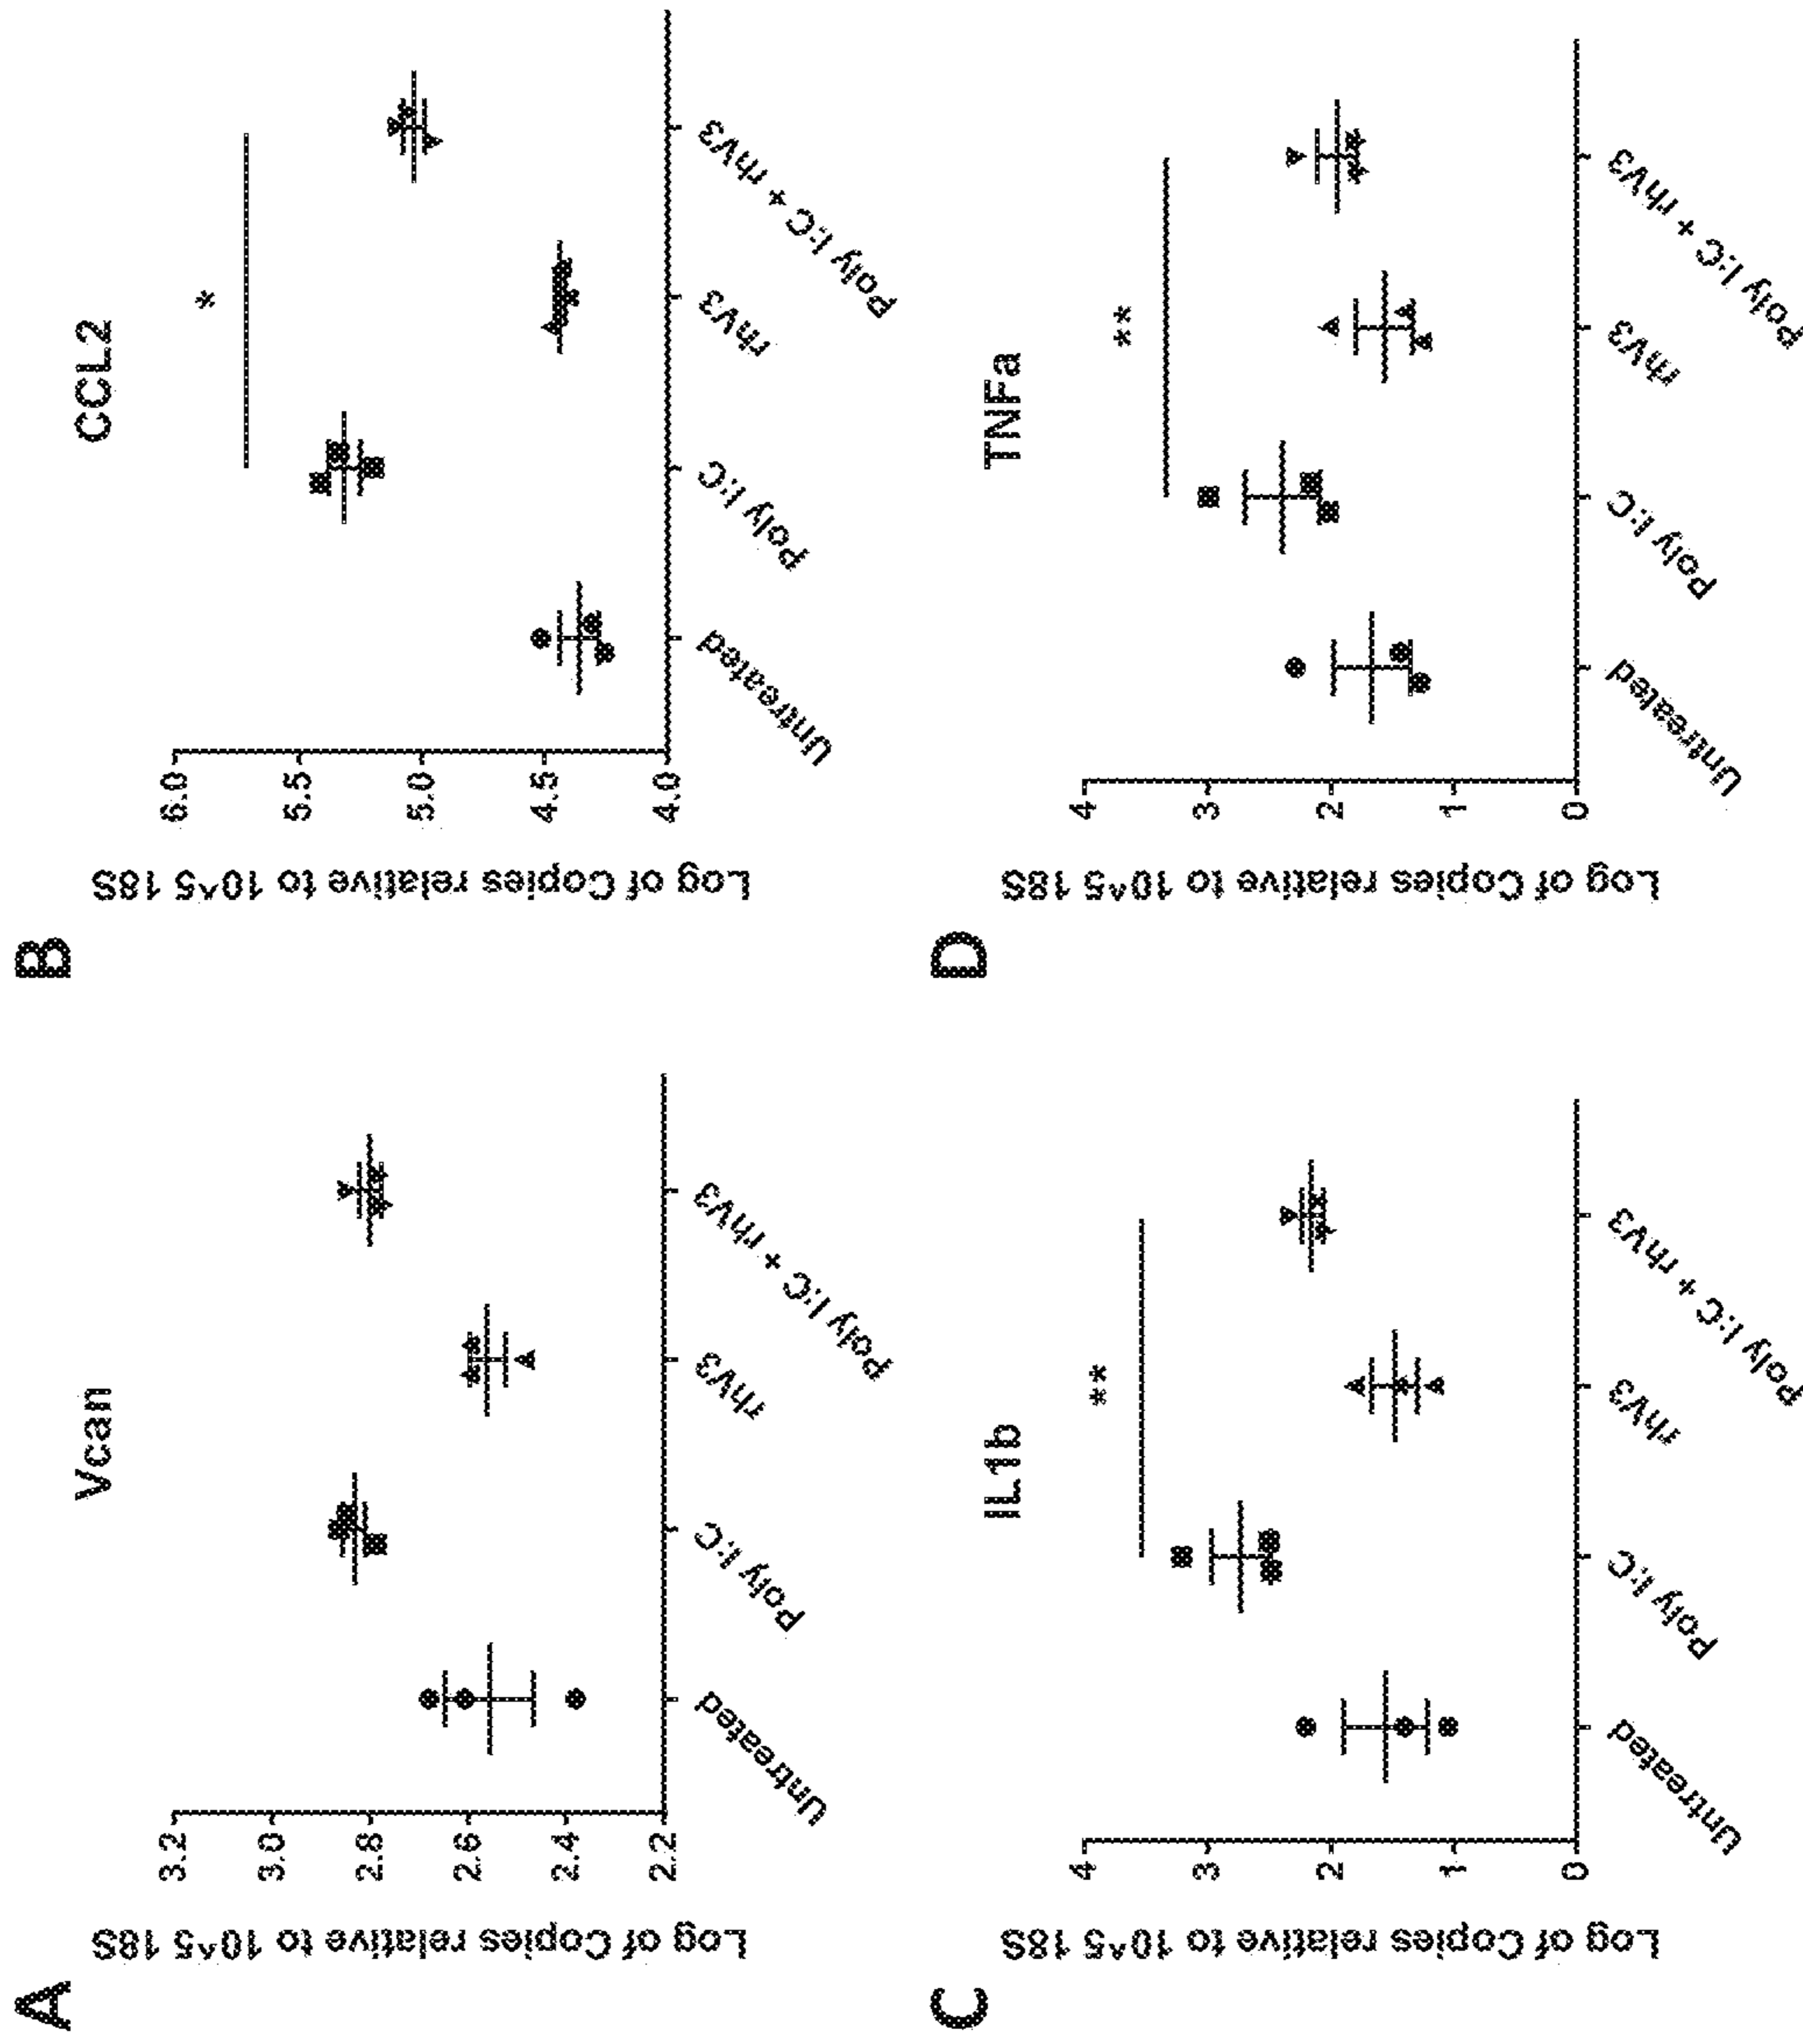 A
Vcan
Log of Copies relative to 10^5 18S
3.2
3.0
2.8
2.6
2.4
2.2
Untreated
Poly I:C
rhV3
Poly I:C + rhV3
B
CCL2
*
Log of Copies relative to 10^5 18S
6.0
5.5
5.0
4.5
4.0
Untreated
Poly I:C
rhV3
Poly I:C + rhV3
C
IL1b
**
Log of Copies relative to 10^5 18S
4
3
2
1
0
Untreated
Poly I:C
rhV3
Poly I:C + rhV3
D
TNFa
**
Log of Copies relative to 10^5 18S
4
3
2
1
0
Untreated
Poly I:C
rhV3
Poly I:C + rhV3